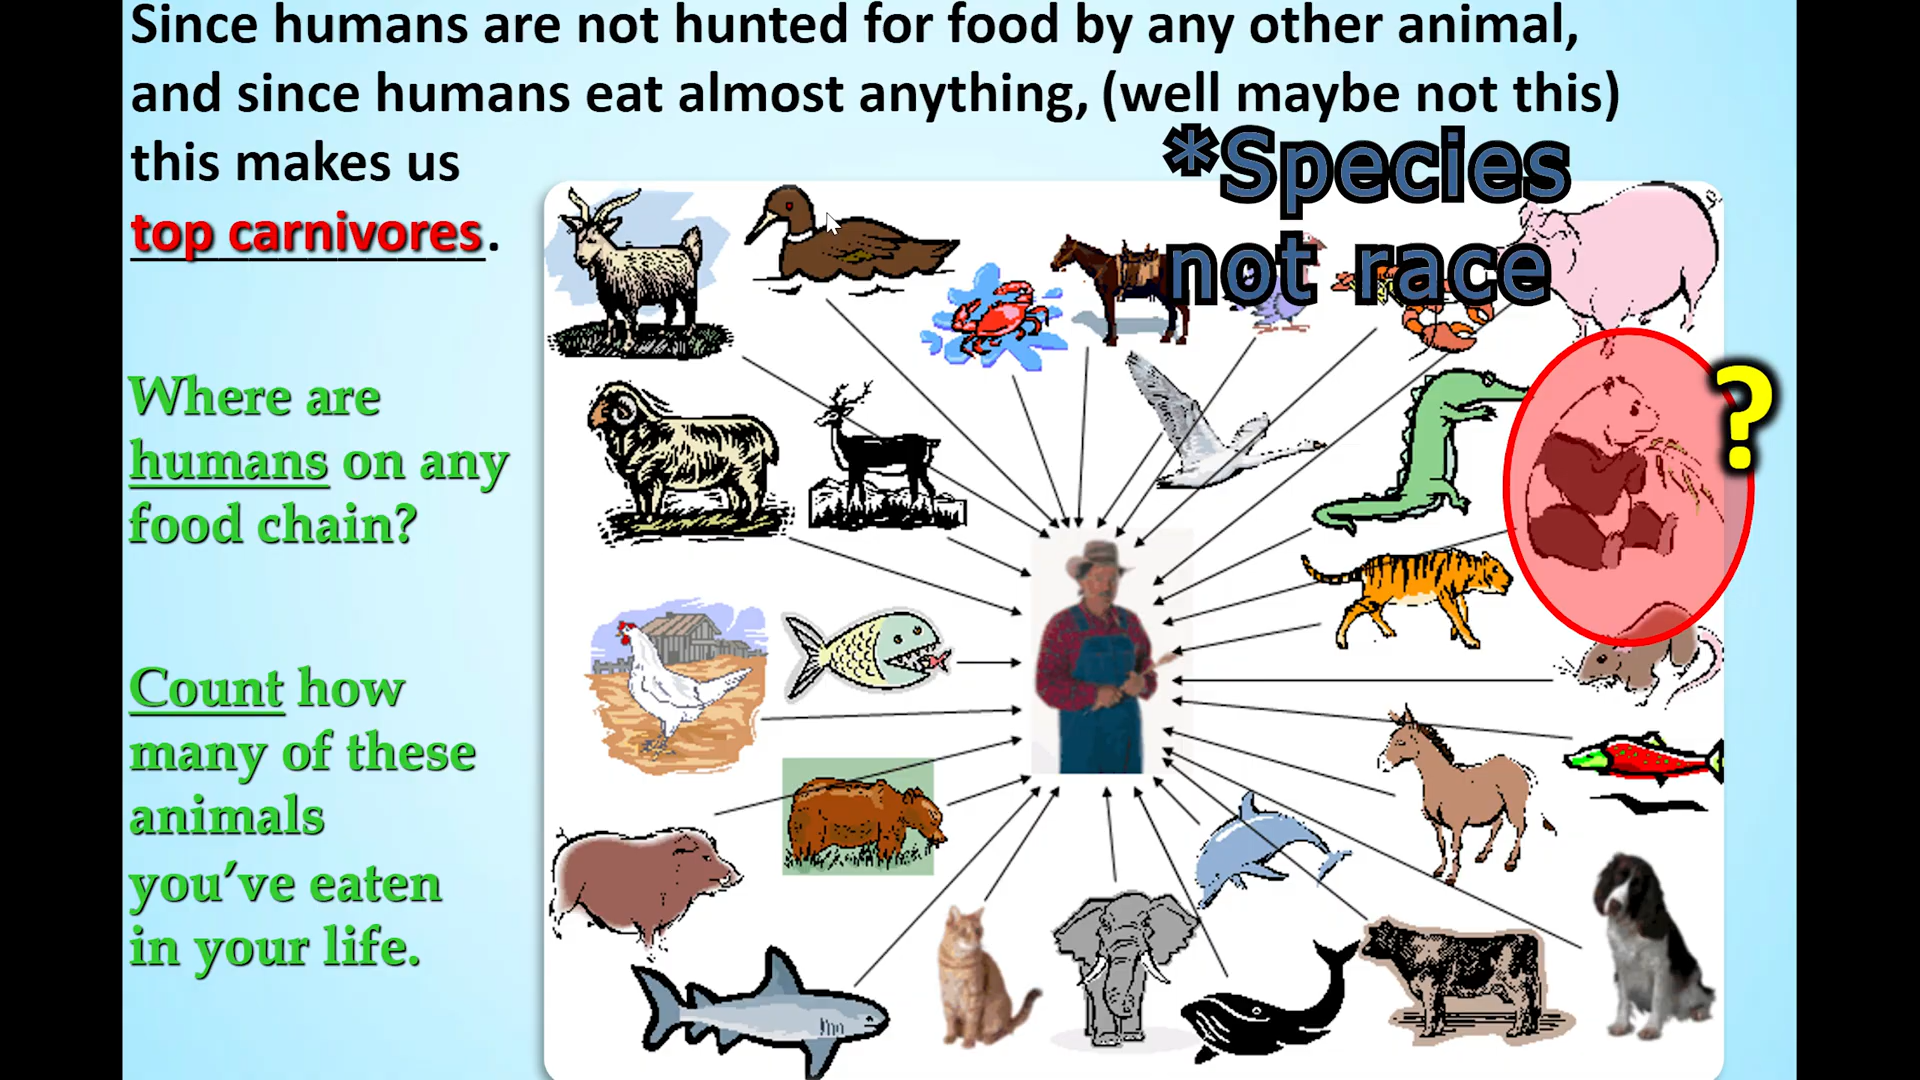 Since humans are not hunted for food by any other animal,
and since humans eat almost anything, (well maybe not this)
this makes us
top carnivores.
*Species
not race
?
Where are
humans on any
food chain?
Count how
many of these
animals
you've eaten
in your life.